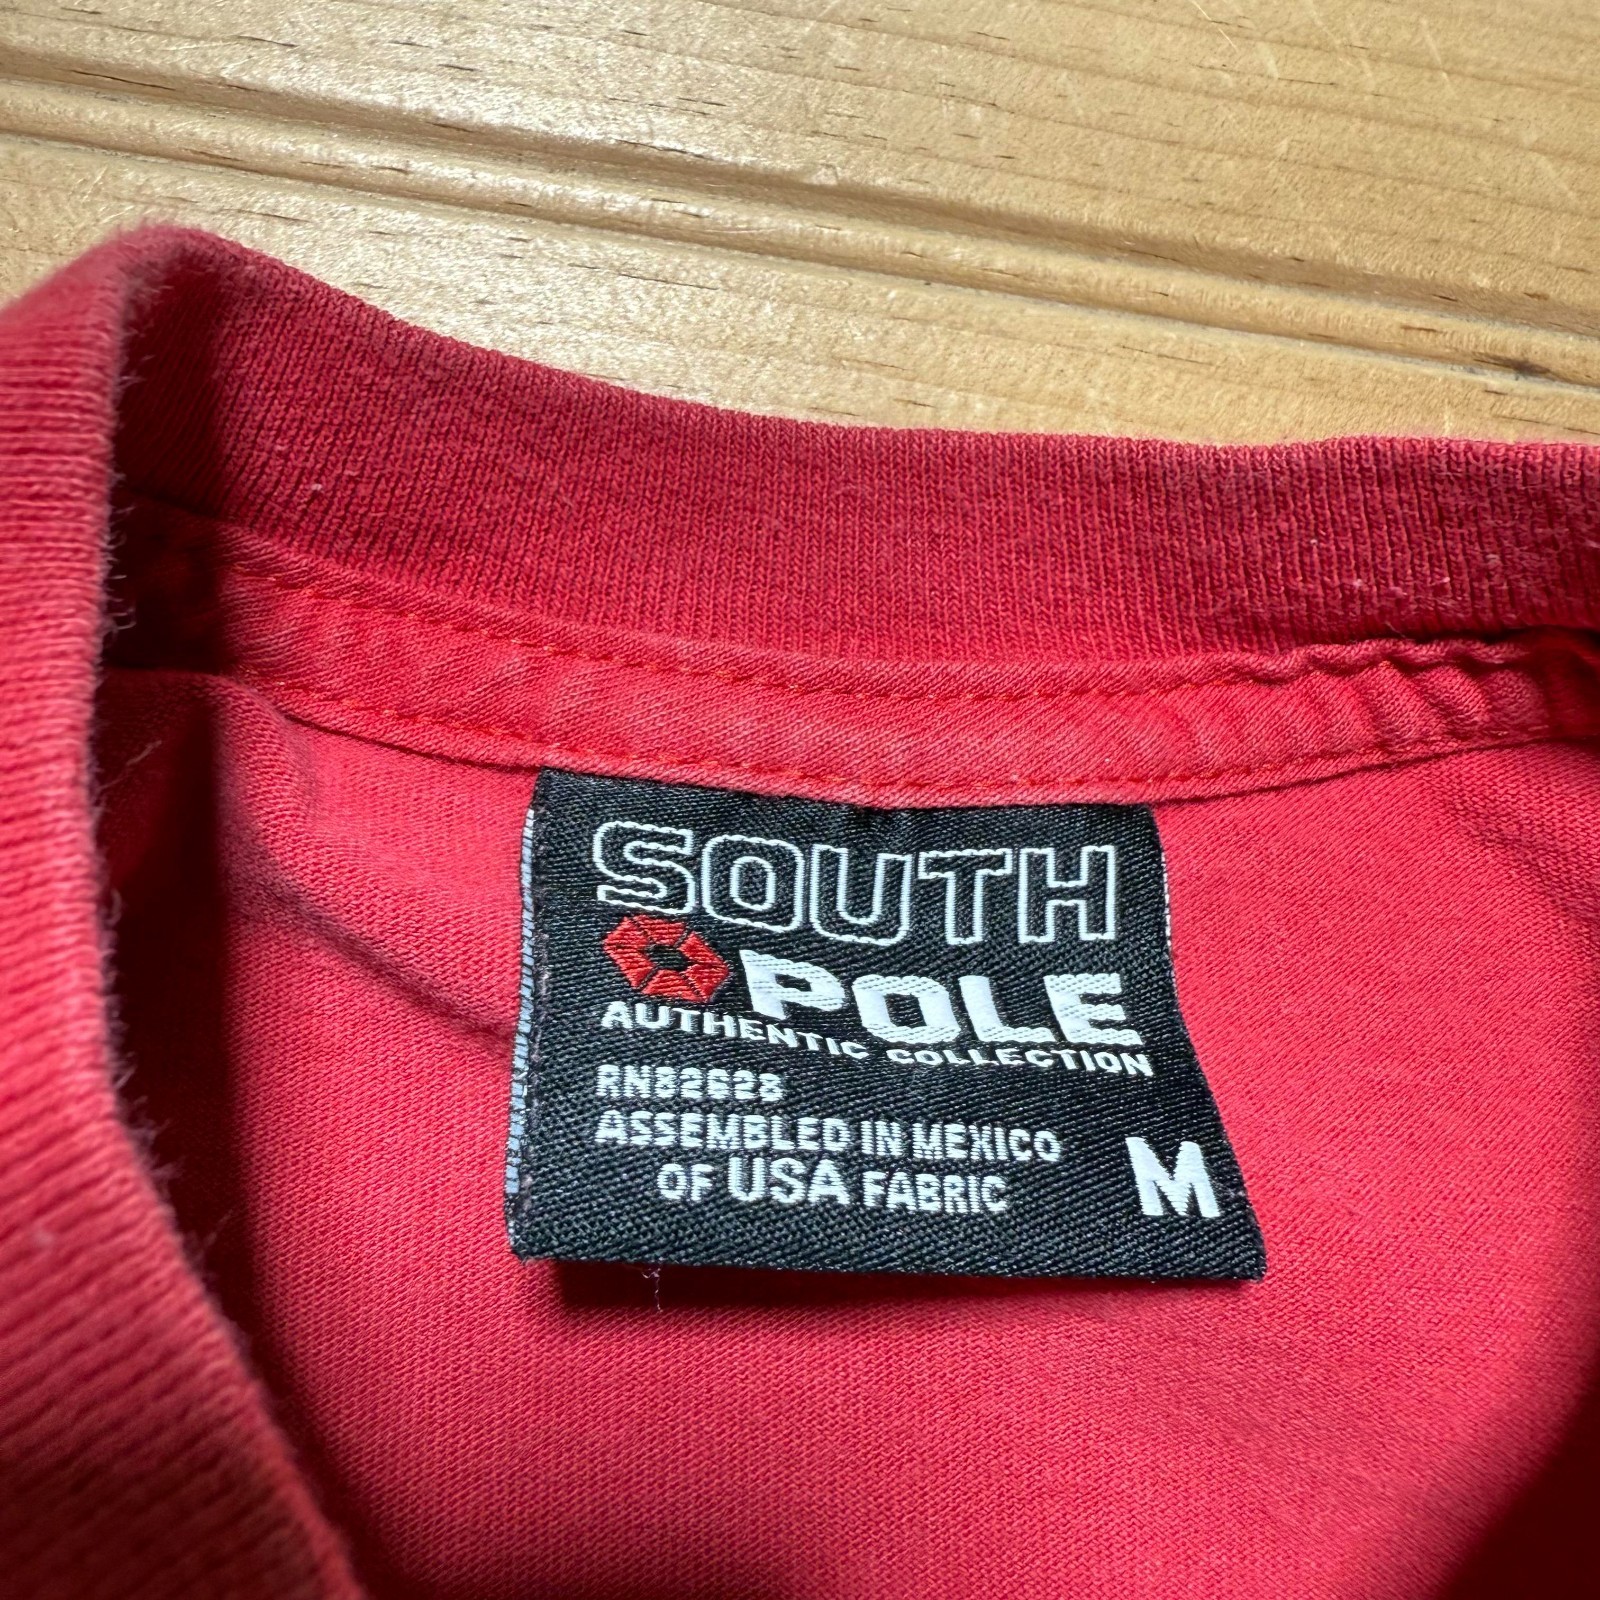 SOUTH
POLE
AUTHENTIC COLLECTION
RN82628
ASSEMBLED IN MEXICO
OF USA FABRIC
M